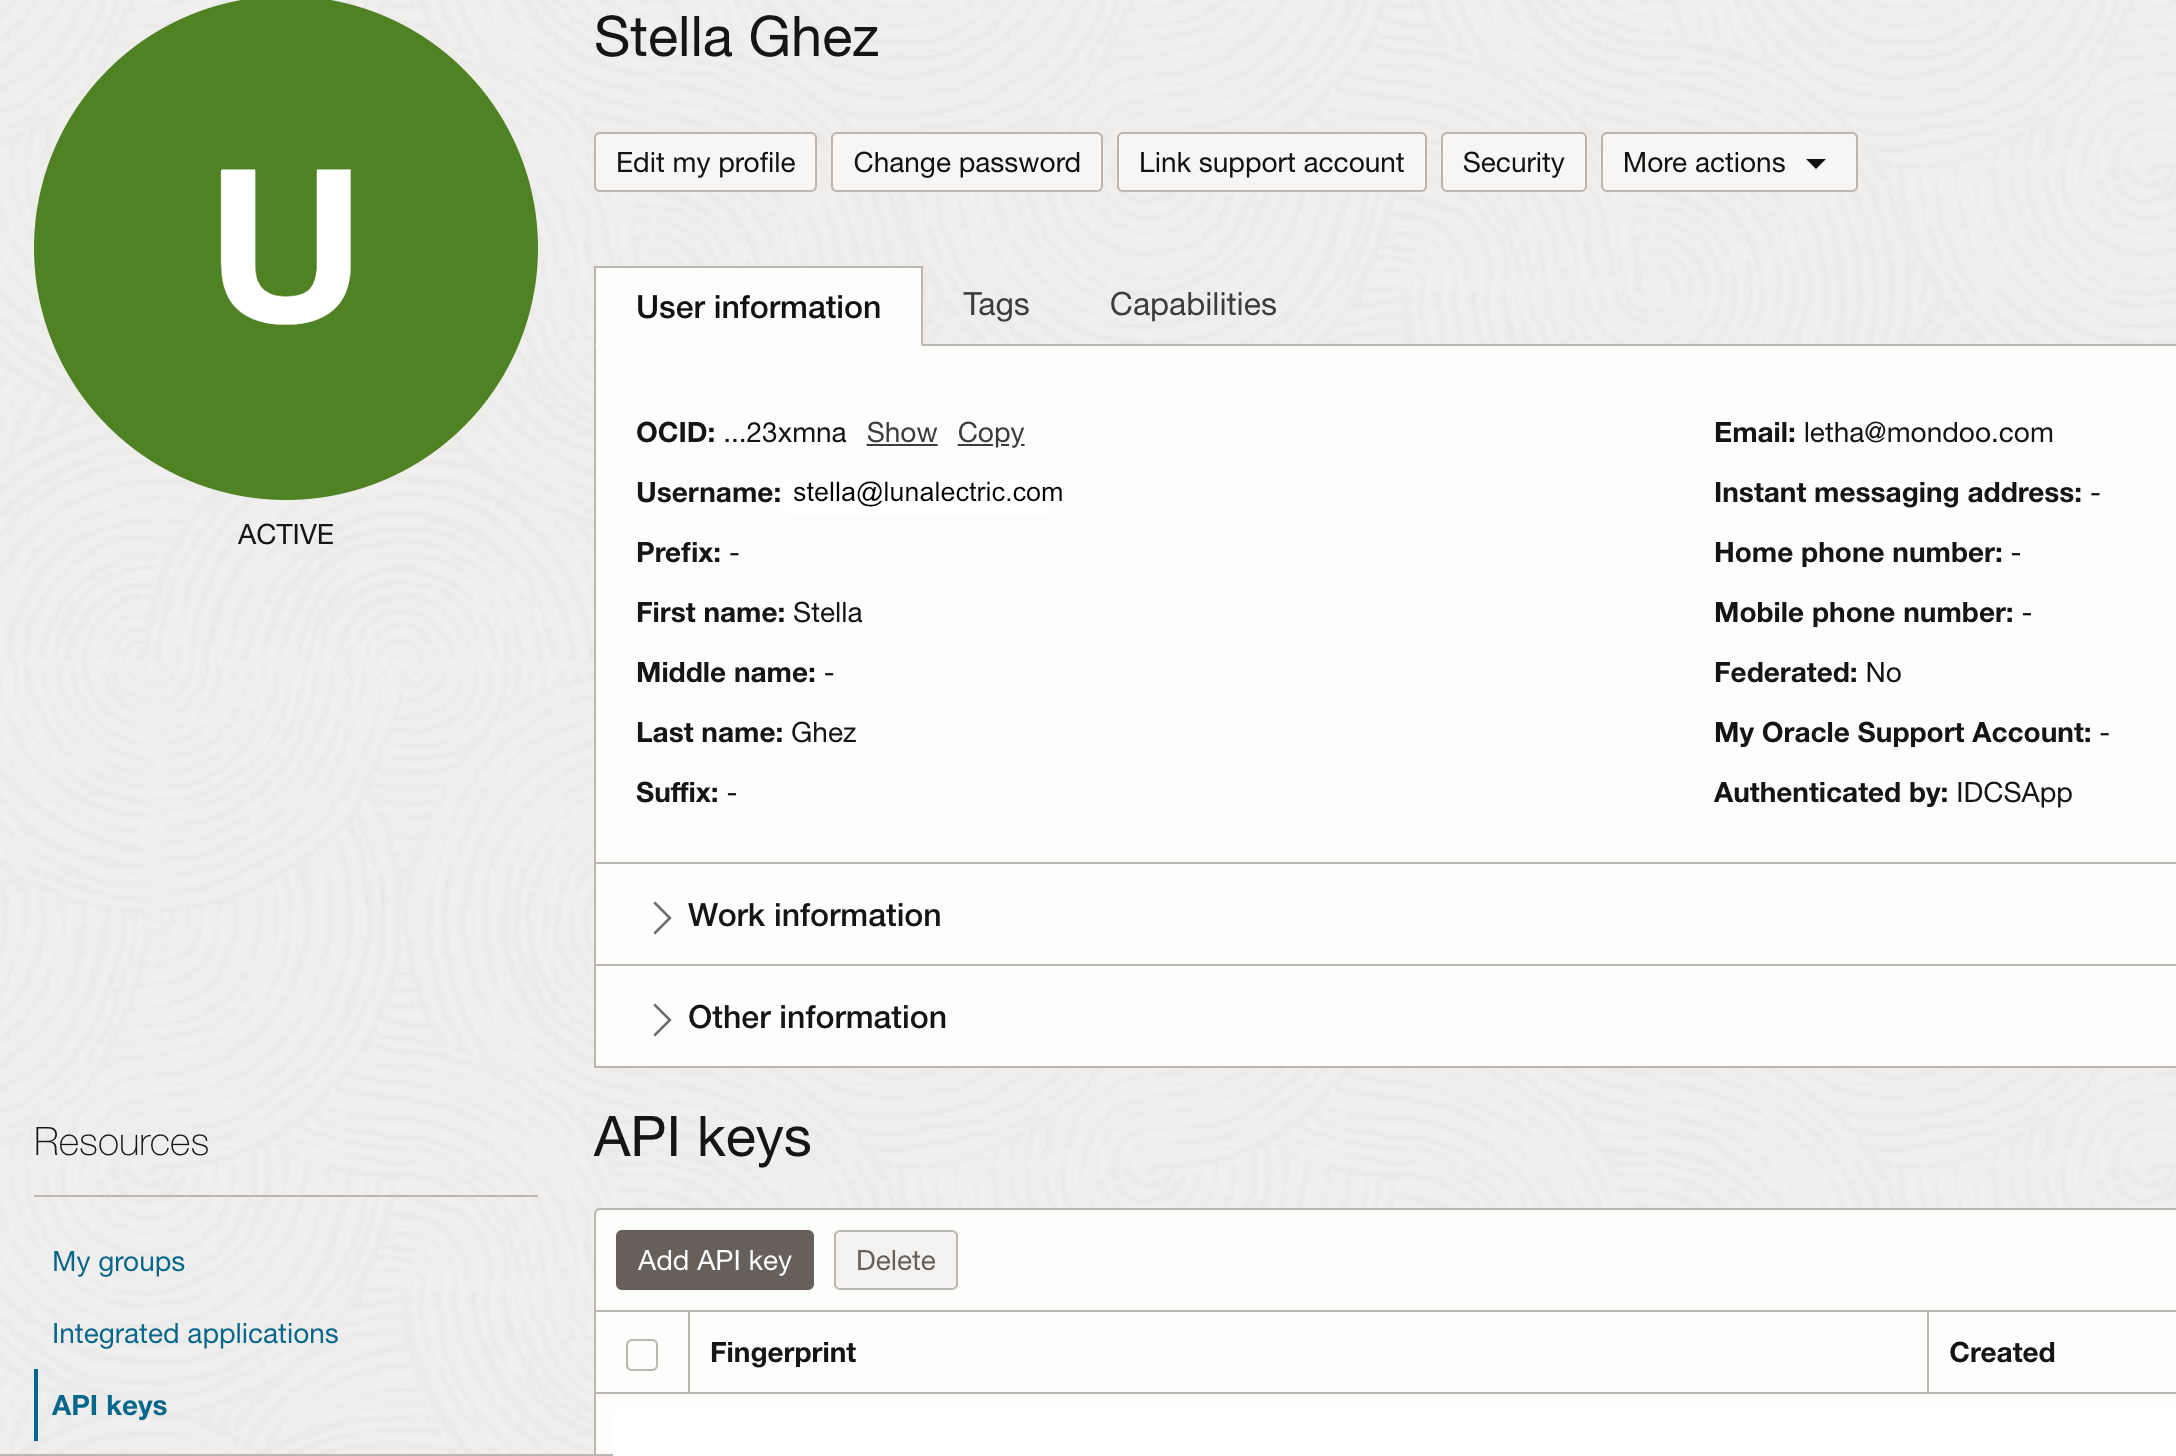 Stella Ghez
U
ACTIVE
Edit my profile Change password Link support account Security More actions
User information Tags Capabilities
OCID: ...23xmna Show Copy
Username: stella@lunalectric.com
Prefix: -
First name: Stella
Middle name: -
Last name: Ghez
Suffix: -
Email: letha@mondoo.com
Instant messaging address: -
Home phone number: -
Mobile phone number: -
Federated: No
My Oracle Support Account: -
Authenticated by: IDCSApp
Work information
Other information
Resources
My groups
Integrated applications
API keys
API keys
Add API key Delete
Fingerprint Created